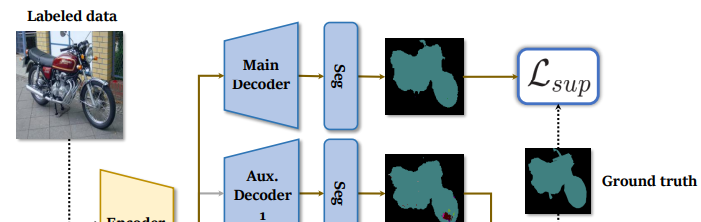 Labeled data
Main
Decoder
Seg
ℒsup
Aux.
Decoder
1
Seg
Ground truth
Encoder